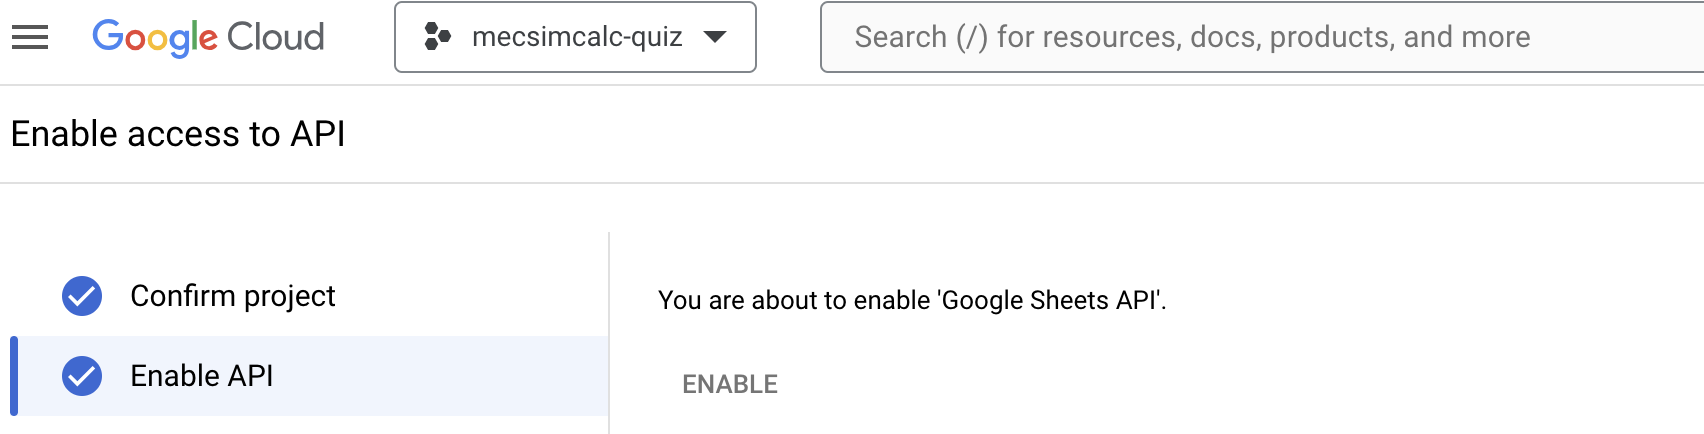 Google Cloud
mecsimcalc-quiz
Search (/) for resources, docs, products, and more
Enable access to API
Confirm project
Enable API
You are about to enable 'Google Sheets API'.
ENABLE